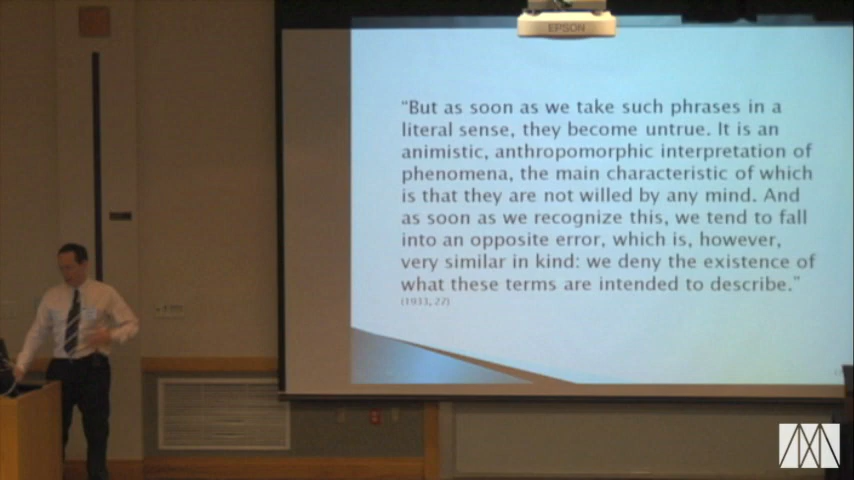 EPSON
“But as soon as we take such phrases in a
literal sense, they become untrue. It is an
animistic, anthropomorphic interpretation of
phenomena, the main characteristic of which
is that they are not willed by any mind. And
as soon as we recognize this, we tend to fall
into an opposite error, which is, however,
very similar in kind: we deny the existence of
what these terms are intended to describe.”
(1933, 27)